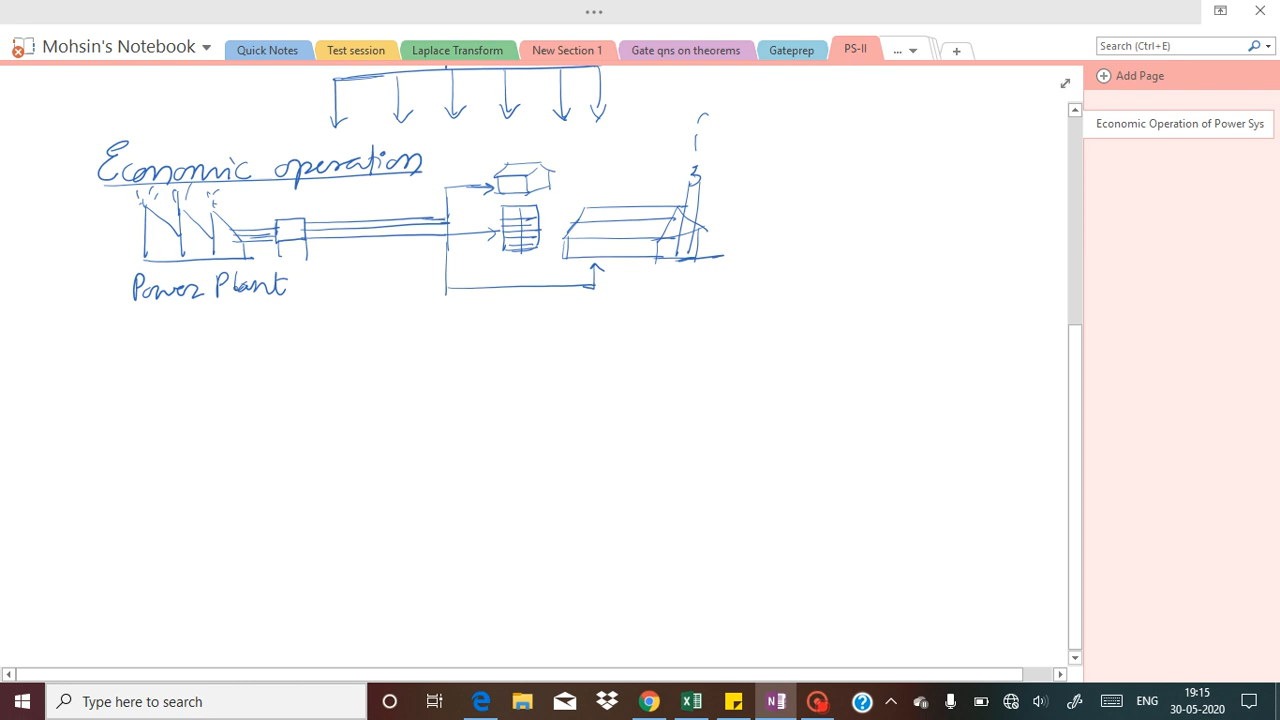 Mohsin's Notebook
Quick Notes
Test session
Laplace Transform
New Section 1
Gate qns on theorems
Gateprep
PS-II
...
Search (Ctrl+E)
Add Page
Economic Operation of Power Sys
Economic operation
Power Plant
Type here to search
ENG
19:15
30-05-2020